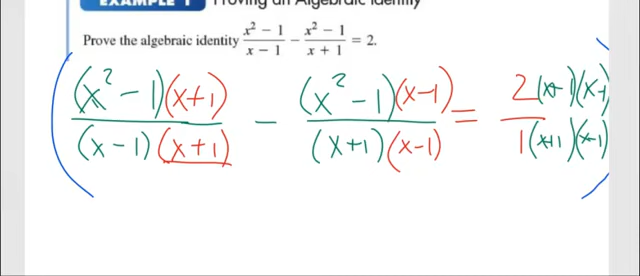 EXAMPLE 1 Proving an Algebraic Identity
Prove the algebraic identity (x² − 1)/(x − 1) − (x² − 1)/(x + 1) = 2.
((x² − 1)(x+1) / (x − 1)(x+1) − (x² − 1)(x−1) / (x+1)(x−1) = 2(x−1)(x+ / 1(x+1)(x−1))